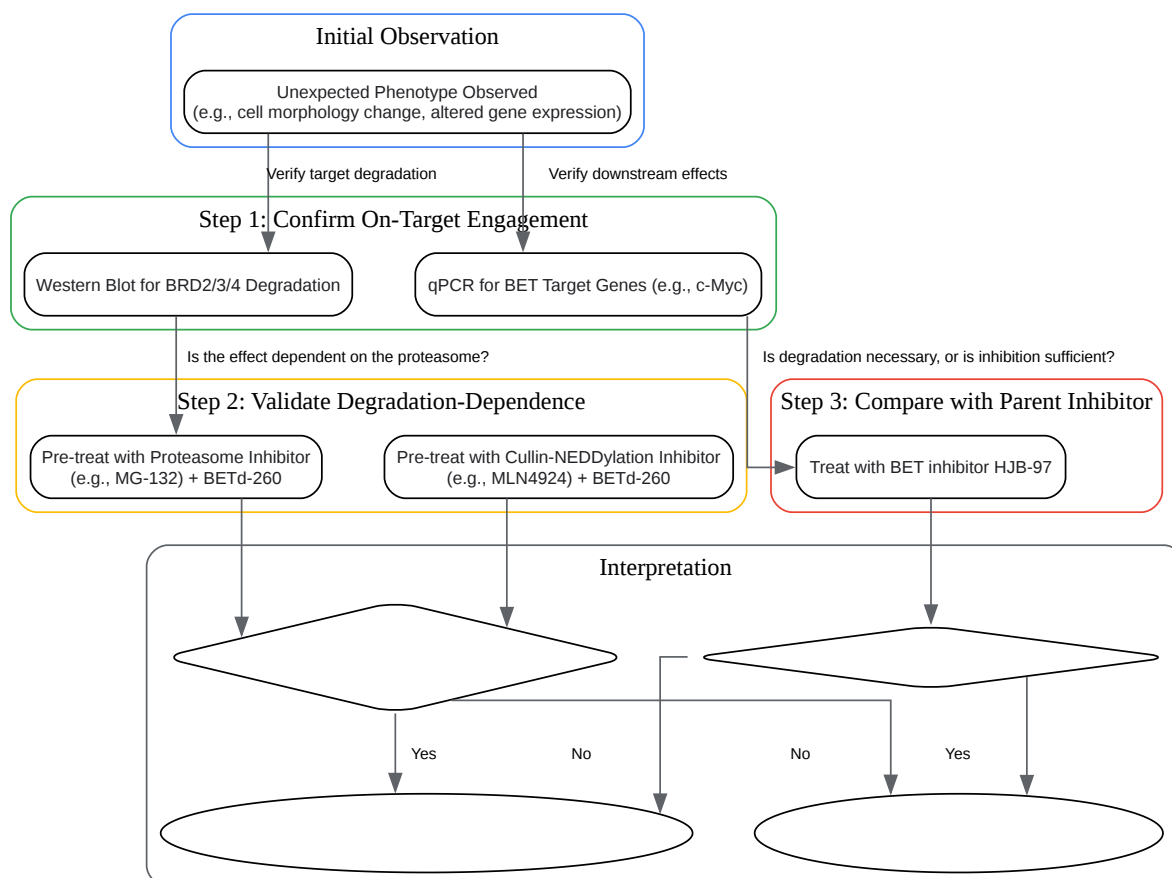 Initial Observation
Unexpected Phenotype Observed
(e.g., cell morphology change, altered gene expression)
Verify target degradation
Verify downstream effects
Step 1: Confirm On-Target Engagement
Western Blot for BRD2/3/4 Degradation
qPCR for BET Target Genes (e.g., c-Myc)
Is the effect dependent on the proteasome?
Is degradation necessary, or is inhibition sufficient?
Step 2: Validate Degradation-Dependence
Step 3: Compare with Parent Inhibitor
Pre-treat with Proteasome Inhibitor
(e.g., MG-132) + BETd-260
Pre-treat with Cullin-NEDDylation Inhibitor
(e.g., MLN4924) + BETd-260
Treat with BET inhibitor HJB-97
Interpretation
Yes
No
No
Yes